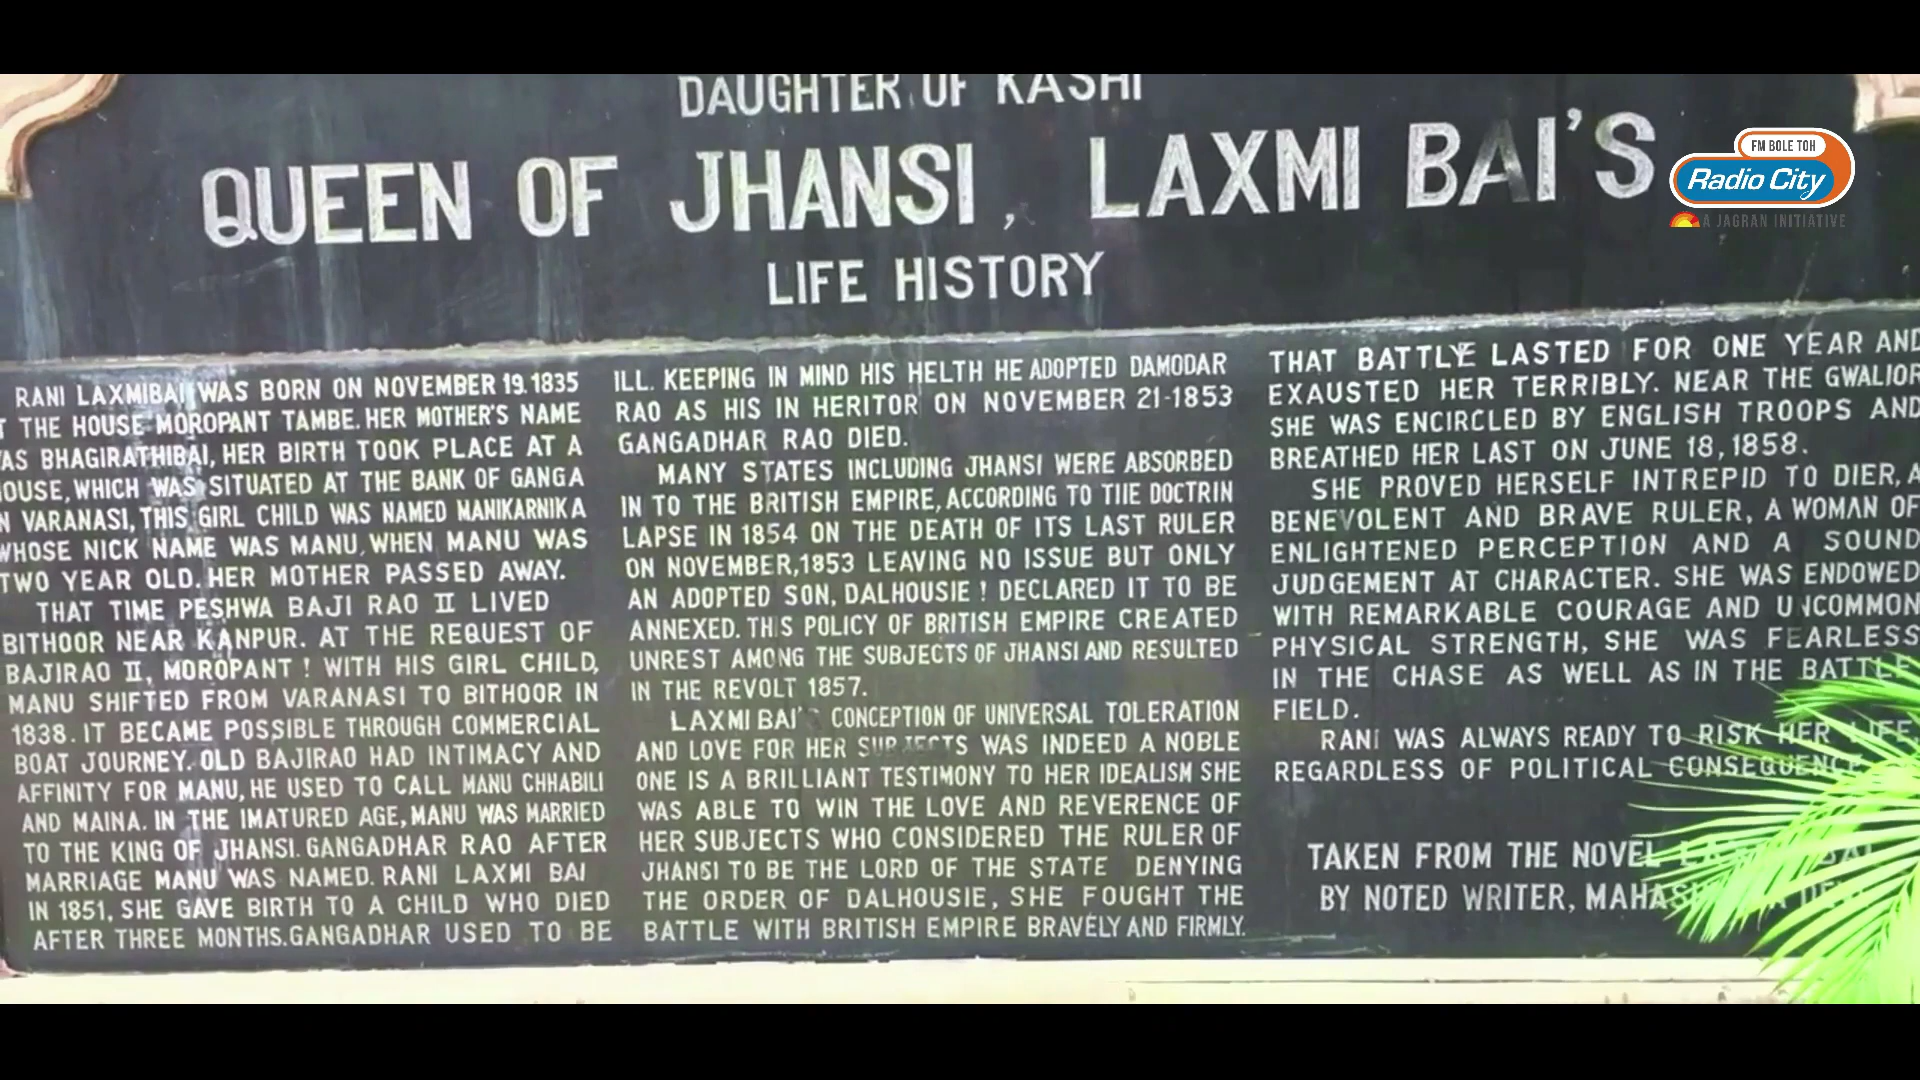 DAUGHTER OF KASHI
QUEEN OF JHANSI, LAXMI BAI'S
LIFE HISTORY
FM BOLE TOH
Radio City
A JAGRAN INITIATIVE
RANI LAXMIBAI WAS BORN ON NOVEMBER 19.1835
T THE HOUSE MOROPANT TAMBE. HER MOTHER'S NAME
AS BHAGIRATHIBAI, HER BIRTH TOOK PLACE AT A
OUSE, WHICH WAS SITUATED AT THE BANK OF GANGA
N VARANASI, THIS GIRL CHILD WAS NAMED MANIKARNIKA
WHOSE NICK NAME WAS MANU, WHEN MANU WAS
TWO YEAR OLD. HER MOTHER PASSED AWAY.
THAT TIME PESHWA BAJI RAO II LIVED
BITHOOR NEAR KANPUR. AT THE REQUEST OF
BAJIRAO II, MOROPANT ! WITH HIS GIRL CHILD,
MANU SHIFTED FROM VARANASI TO BITHOOR IN
1838. IT BECAME POSSIBLE THROUGH COMMERCIAL
BOAT JOURNEY. OLD BAJIRAO HAD INTIMACY AND
AFFINITY FOR MANU, HE USED TO CALL MANU CHHABILI
AND MAINA. IN THE IMATURED AGE, MANU WAS MARRIED
TO THE KING OF JHANSI. GANGADHAR RAO AFTER
MARRIAGE MANU WAS NAMED. RANI LAXMI BAI
IN 1851, SHE GAVE BIRTH TO A CHILD WHO DIED
AFTER THREE MONTHS. GANGADHAR USED TO BE
ILL. KEEPING IN MIND HIS HELTH HE ADOPTED DAMODAR
RAO AS HIS IN HERITOR ON NOVEMBER 21-1853
GANGADHAR RAO DIED.
MANY STATES INCLUDING JHANSI WERE ABSORBED
IN TO THE BRITISH EMPIRE, ACCORDING TO THE DOCTRIN
LAPSE IN 1854 ON THE DEATH OF ITS LAST RULER
ON NOVEMBER,1853 LEAVING NO ISSUE BUT ONLY
AN ADOPTED SON, DALHOUSIE ! DECLARED IT TO BE
ANNEXED. THIS POLICY OF BRITISH EMPIRE CREATED
UNREST AMONG THE SUBJECTS OF JHANSI AND RESULTED
IN THE REVOLT 1857.
LAXMI BAI'S CONCEPTION OF UNIVERSAL TOLERATION
AND LOVE FOR HER SUBJECTS WAS INDEED A NOBLE
ONE IS A BRILLIANT TESTIMONY TO HER IDEALISM SHE
WAS ABLE TO WIN THE LOVE AND REVERENCE OF
HER SUBJECTS WHO CONSIDERED THE RULER OF
JHANSI TO BE THE LORD OF THE STATE DENYING
THE ORDER OF DALHOUSIE, SHE FOUGHT THE
BATTLE WITH BRITISH EMPIRE BRAVELY AND FIRMLY.
THAT BATTLE LASTED FOR ONE YEAR AND
EXAUSTED HER TERRIBLY. NEAR THE GWALIOR
SHE WAS ENCIRCLED BY ENGLISH TROOPS AND
BREATHED HER LAST ON JUNE 18, 1858.
SHE PROVED HERSELF INTREPID TO DIER, A
BENEVOLENT AND BRAVE RULER, A WOMAN OF
ENLIGHTENED PERCEPTION AND A SOUND
JUDGEMENT AT CHARACTER. SHE WAS ENDOWED
WITH REMARKABLE COURAGE AND UNCOMMON
PHYSICAL STRENGTH, SHE WAS FEARLESS
IN THE CHASE AS WELL AS IN THE BATTLE
FIELD.
RANI WAS ALWAYS READY TO RISK HER LIFE,
REGARDLESS OF POLITICAL CONSEQUENCE
TAKEN FROM THE NOVEL
BY NOTED WRITER,